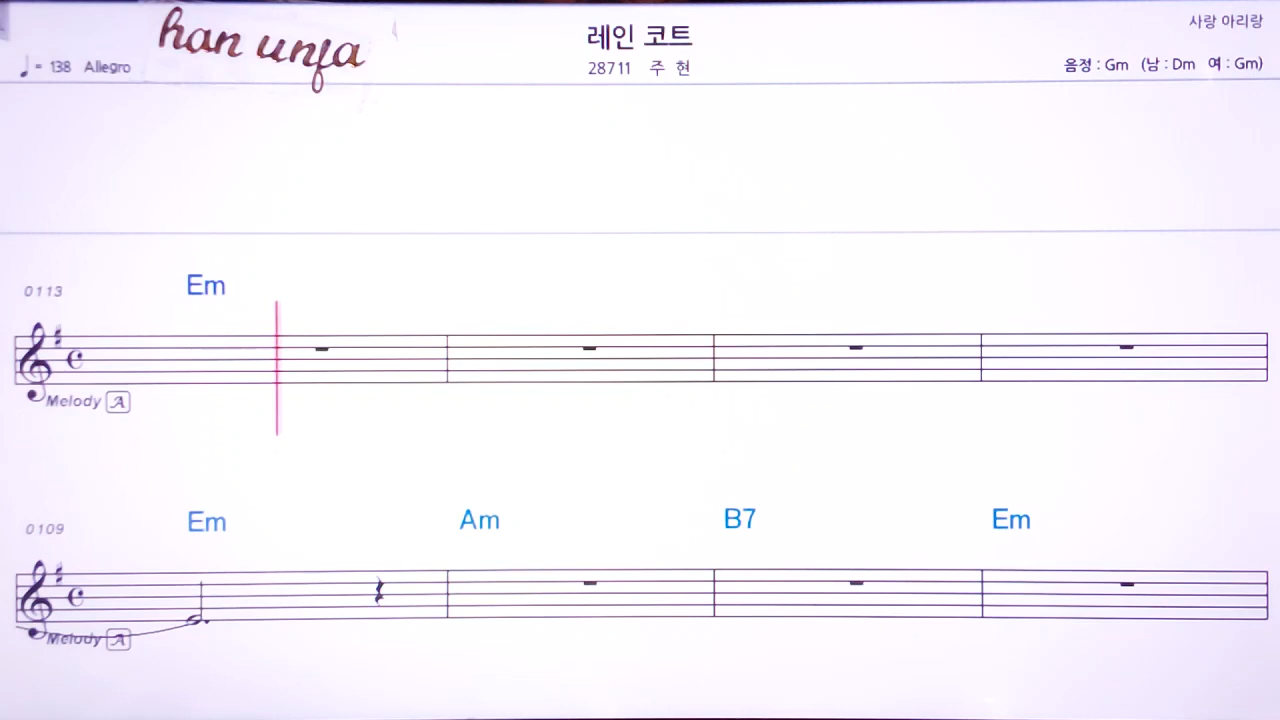 han unfa
레인 코트
사랑 아리랑
♩ = 138 Allegro
28711 주 현
음정 : Gm (남 : Dm 여 : Gm)
0113 Em
Melody A
0109 Em Am B7 Em
Melody A